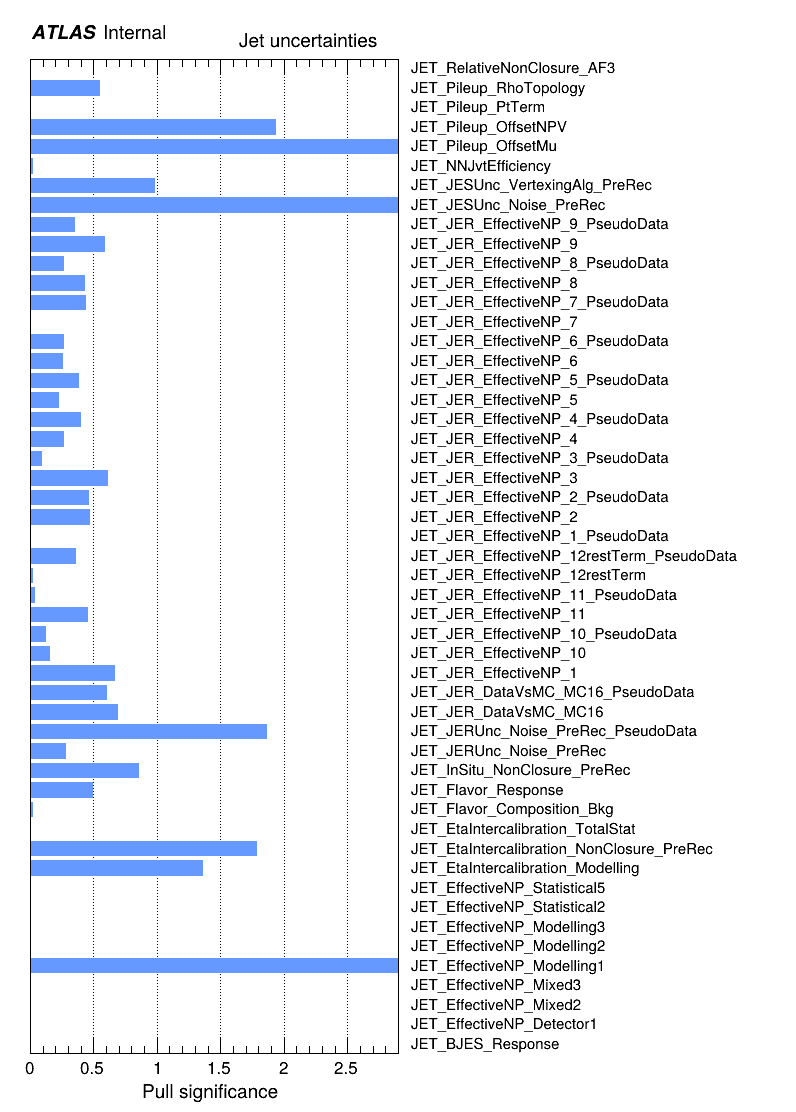 ATLAS Internal
Jet uncertainties
JET_RelativeNonClosure_AF3
JET_Pileup_RhoTopology
JET_Pileup_PtTerm
JET_Pileup_OffsetNPV
JET_Pileup_OffsetMu
JET_NNJvtEfficiency
JET_JESUnc_VertexingAlg_PreRec
JET_JESUnc_Noise_PreRec
JET_JER_EffectiveNP_9_PseudoData
JET_JER_EffectiveNP_9
JET_JER_EffectiveNP_8_PseudoData
JET_JER_EffectiveNP_8
JET_JER_EffectiveNP_7_PseudoData
JET_JER_EffectiveNP_7
JET_JER_EffectiveNP_6_PseudoData
JET_JER_EffectiveNP_6
JET_JER_EffectiveNP_5_PseudoData
JET_JER_EffectiveNP_5
JET_JER_EffectiveNP_4_PseudoData
JET_JER_EffectiveNP_4
JET_JER_EffectiveNP_3_PseudoData
JET_JER_EffectiveNP_3
JET_JER_EffectiveNP_2_PseudoData
JET_JER_EffectiveNP_2
JET_JER_EffectiveNP_1_PseudoData
JET_JER_EffectiveNP_12restTerm_PseudoData
JET_JER_EffectiveNP_12restTerm
JET_JER_EffectiveNP_11_PseudoData
JET_JER_EffectiveNP_11
JET_JER_EffectiveNP_10_PseudoData
JET_JER_EffectiveNP_10
JET_JER_EffectiveNP_1
JET_JER_DataVsMC_MC16_PseudoData
JET_JER_DataVsMC_MC16
JET_JERUnc_Noise_PreRec_PseudoData
JET_JERUnc_Noise_PreRec
JET_InSitu_NonClosure_PreRec
JET_Flavor_Response
JET_Flavor_Composition_Bkg
JET_EtaIntercalibration_TotalStat
JET_EtaIntercalibration_NonClosure_PreRec
JET_EtaIntercalibration_Modelling
JET_EffectiveNP_Statistical5
JET_EffectiveNP_Statistical2
JET_EffectiveNP_Modelling3
JET_EffectiveNP_Modelling2
JET_EffectiveNP_Modelling1
JET_EffectiveNP_Mixed3
JET_EffectiveNP_Mixed2
JET_EffectiveNP_Detector1
JET_BJES_Response
0 0.5 1 1.5 2 2.5
Pull significance